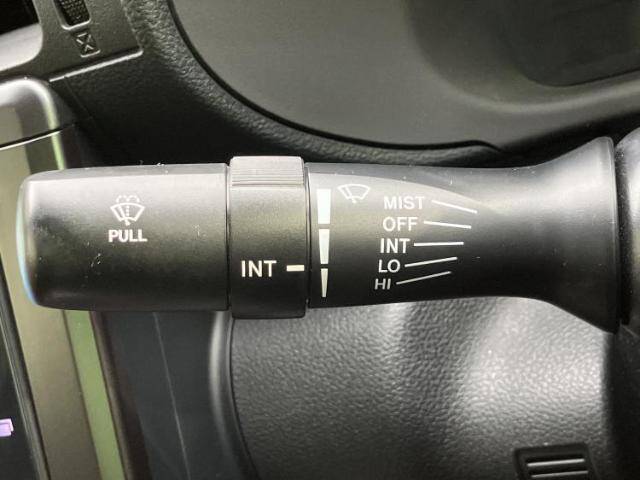 PULL
INT
MIST
OFF
INT
LO
HI